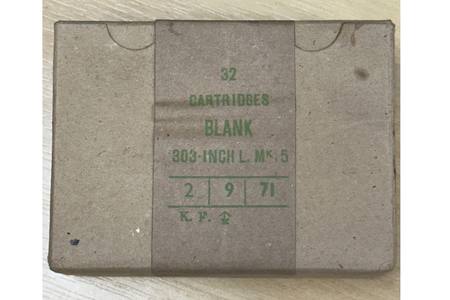 32
CARTRIDGES
BLANK
303-INCH L. MK. 5
2 9 71
K. F.